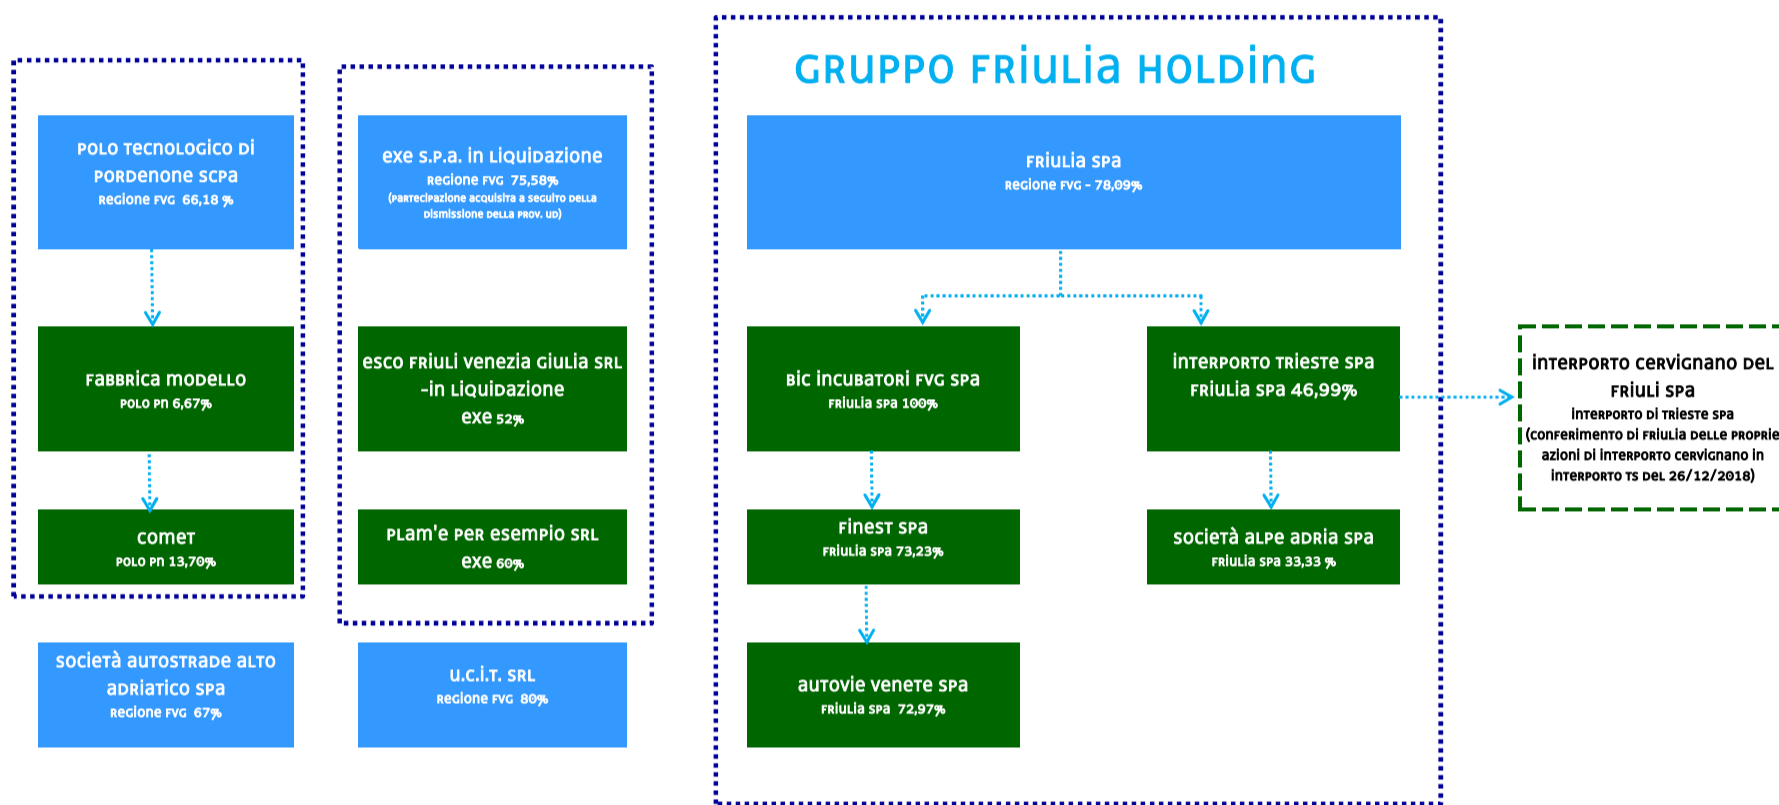 GRUPPO FRIULIA HOLDING
POLO TECNOLOGICO DI
PORDENONE SCPA
REGIONE FVG 66,18 %
FABBRICA MODELLO
POLO PN 6,67%
COMET
POLO PN 13,70%
SOCIETÀ AUTOSTRADE ALTO
ADRIATICO SPA
REGIONE FVG 67%
EXE S.P.A. IN LIQUIDAZIONE
REGIONE FVG 75,58%
(PARTECIPAZIONE ACQUISITA A SEGUITO DELLA
DISMISSIONE DELLA PROV. UD)
ESCO FRIULI VENEZIA GIULIA SRL
-IN LIQUIDAZIONE
EXE 52%
PLAM'E PER ESEMPIO SRL
EXE 60%
U.C.I.T. SRL
REGIONE FVG 80%
FRIULIA SPA
REGIONE FVG - 78,09%
BIC INCUBATORI FVG SPA
FRIULIA SPA 100%
FINEST SPA
FRIULIA SPA 73,23%
AUTOVIE VENETE SPA
FRIULIA SPA 72,97%
INTERPORTO TRIESTE SPA
FRIULIA SPA 46,99%
SOCIETÀ ALPE ADRIA SPA
FRIULIA SPA 33,33 %
INTERPORTO CERVIGNANO DEL
FRIULI SPA
INTERPORTO DI TRIESTE SPA
(CONFERIMENTO DI FRIULIA DELLE PROPRIE
AZIONI DI INTERPORTO CERVIGNANO IN
INTERPORTO TS DEL 26/12/2018)